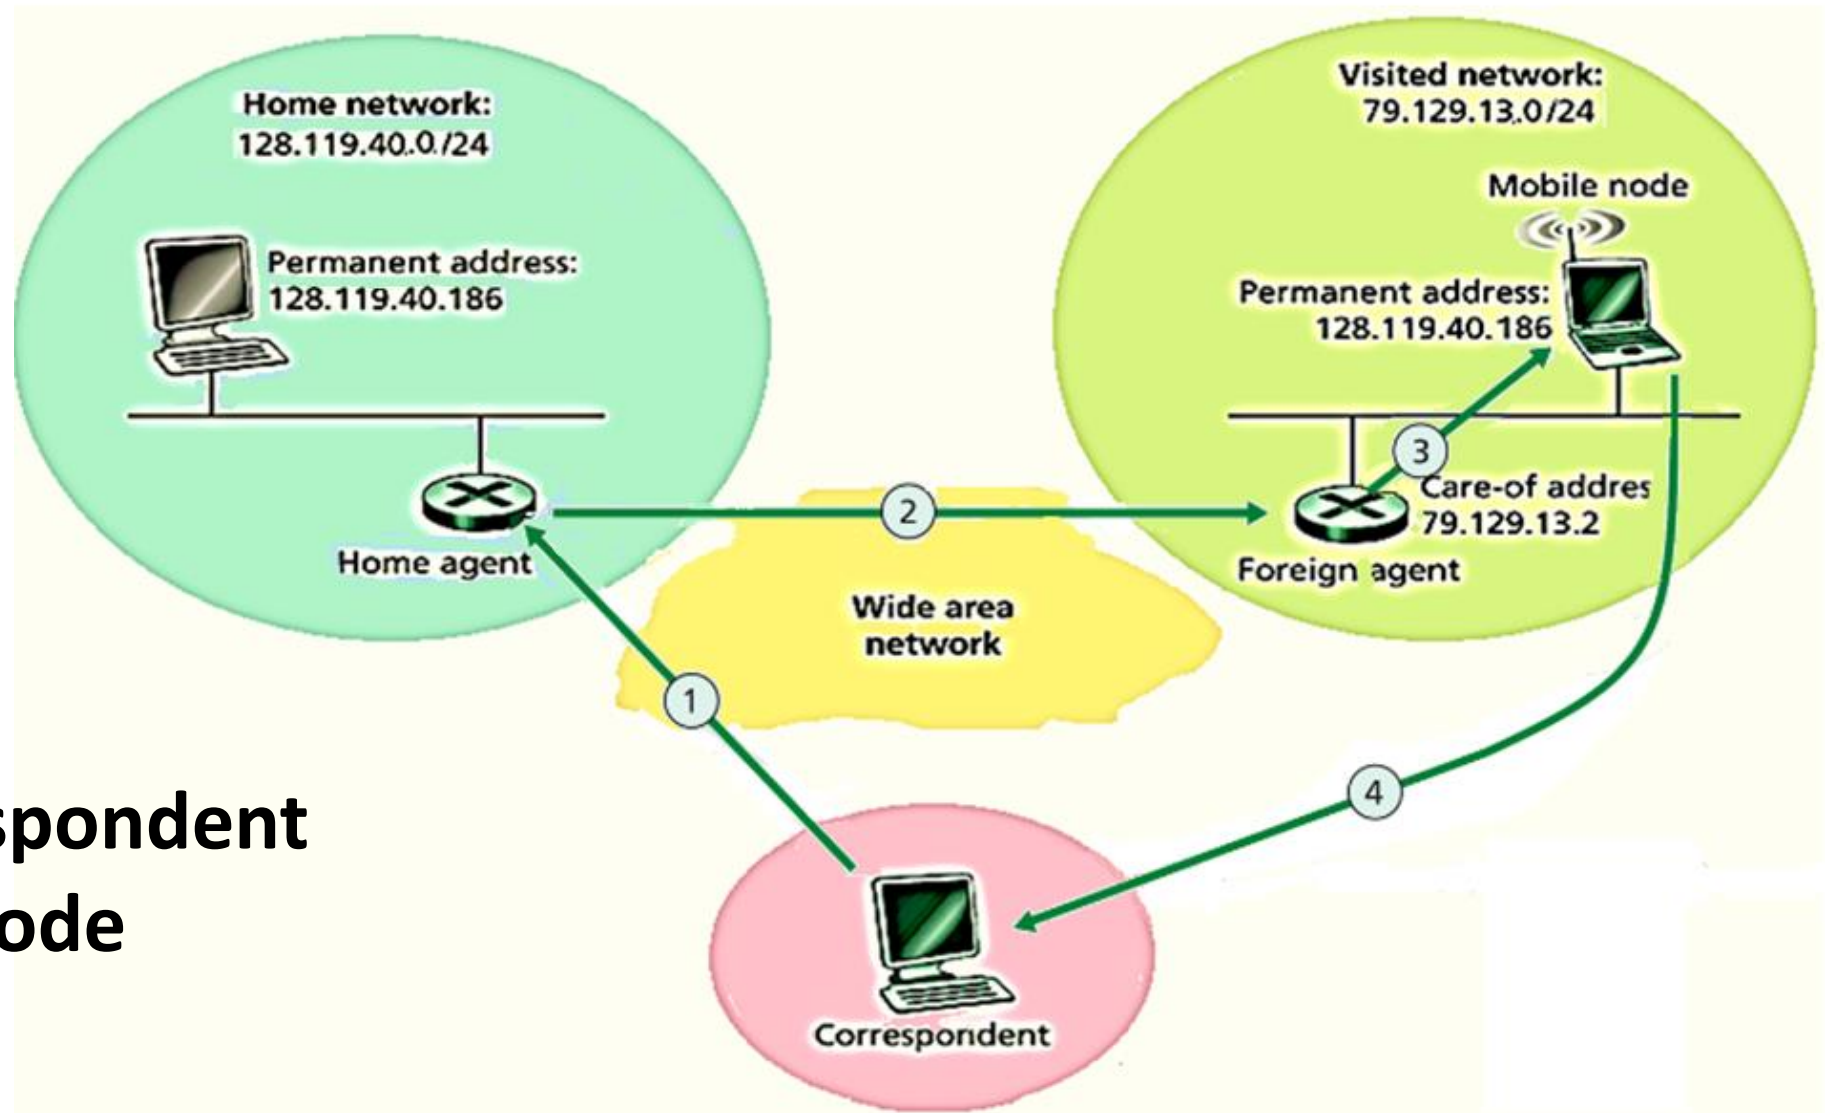 Home network:
128.119.40.0/24
Permanent address:
128.119.40.186
Home agent
Visited network:
79.129.13.0/24
Mobile node
Permanent address:
128.119.40.186
Care-of addres
79.129.13.2
Foreign agent
1
2
3
4
Wide area
network
spondent
ode
Correspondent